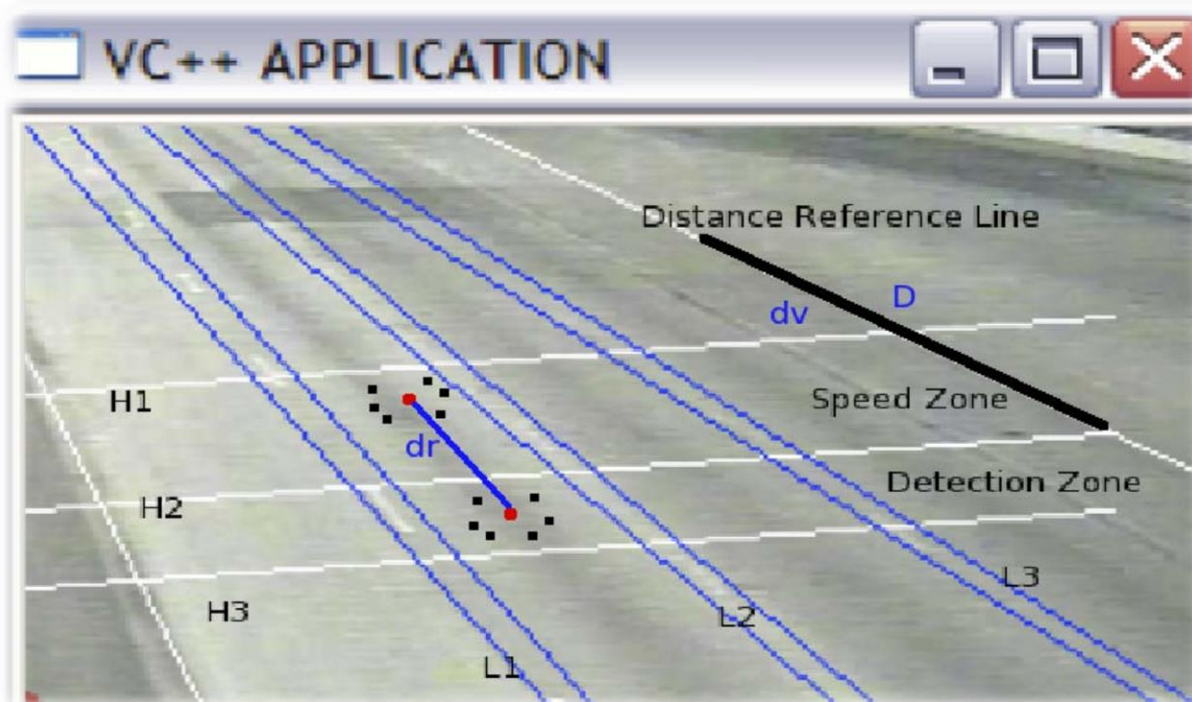 VC++ APPLICATION
Distance Reference Line
dv D
Speed Zone
H1
dr
Detection Zone
H2
L3
H3
L2
L1